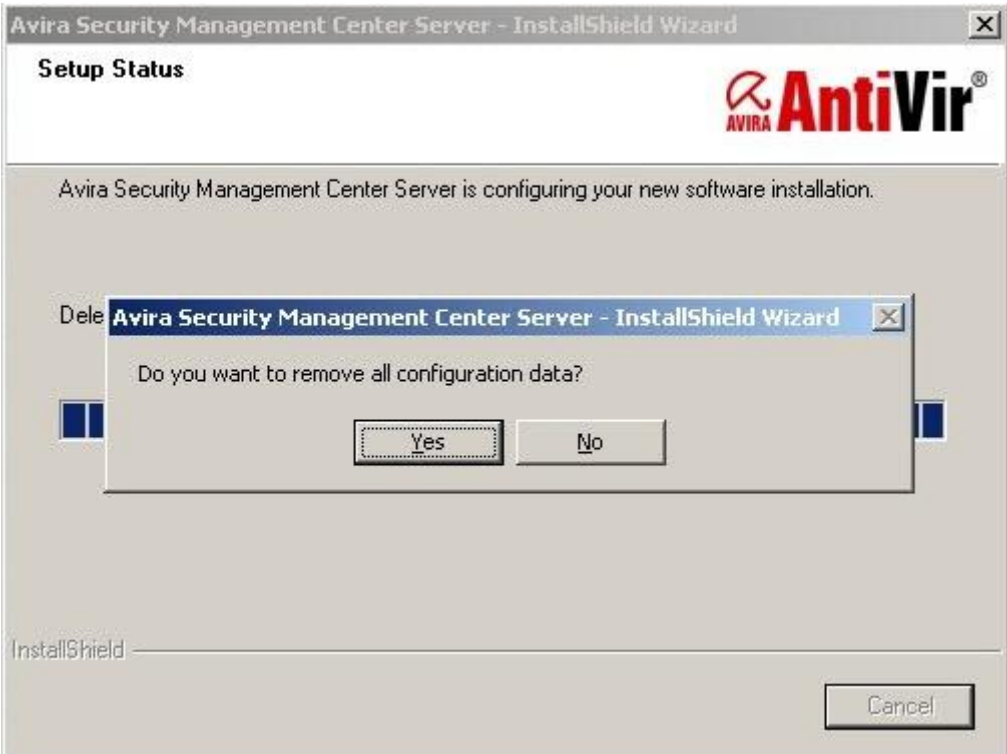 Avira Security Management Center Server - InstallShield Wizard
Setup Status
AVIRA AntiVir®
Avira Security Management Center Server is configuring your new software installation.
Dele
Avira Security Management Center Server - InstallShield Wizard
Do you want to remove all configuration data?
Yes No
InstallShield
Cancel